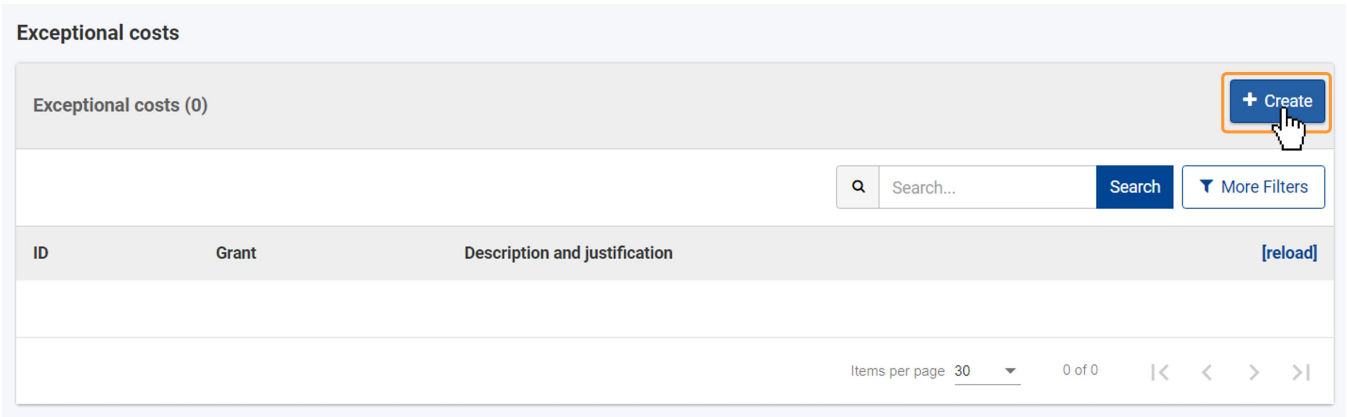 Exceptional costs
Exceptional costs (0)
+ Create
Search...
Search
More Filters
ID Grant Description and justification [reload]
Items per page 30 0 of 0